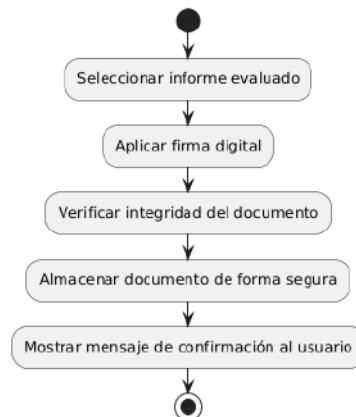 Seleccionar informe evaluado
Aplicar firma digital
Verificar integridad del documento
Almacenar documento de forma segura
Mostrar mensaje de confirmación al usuario